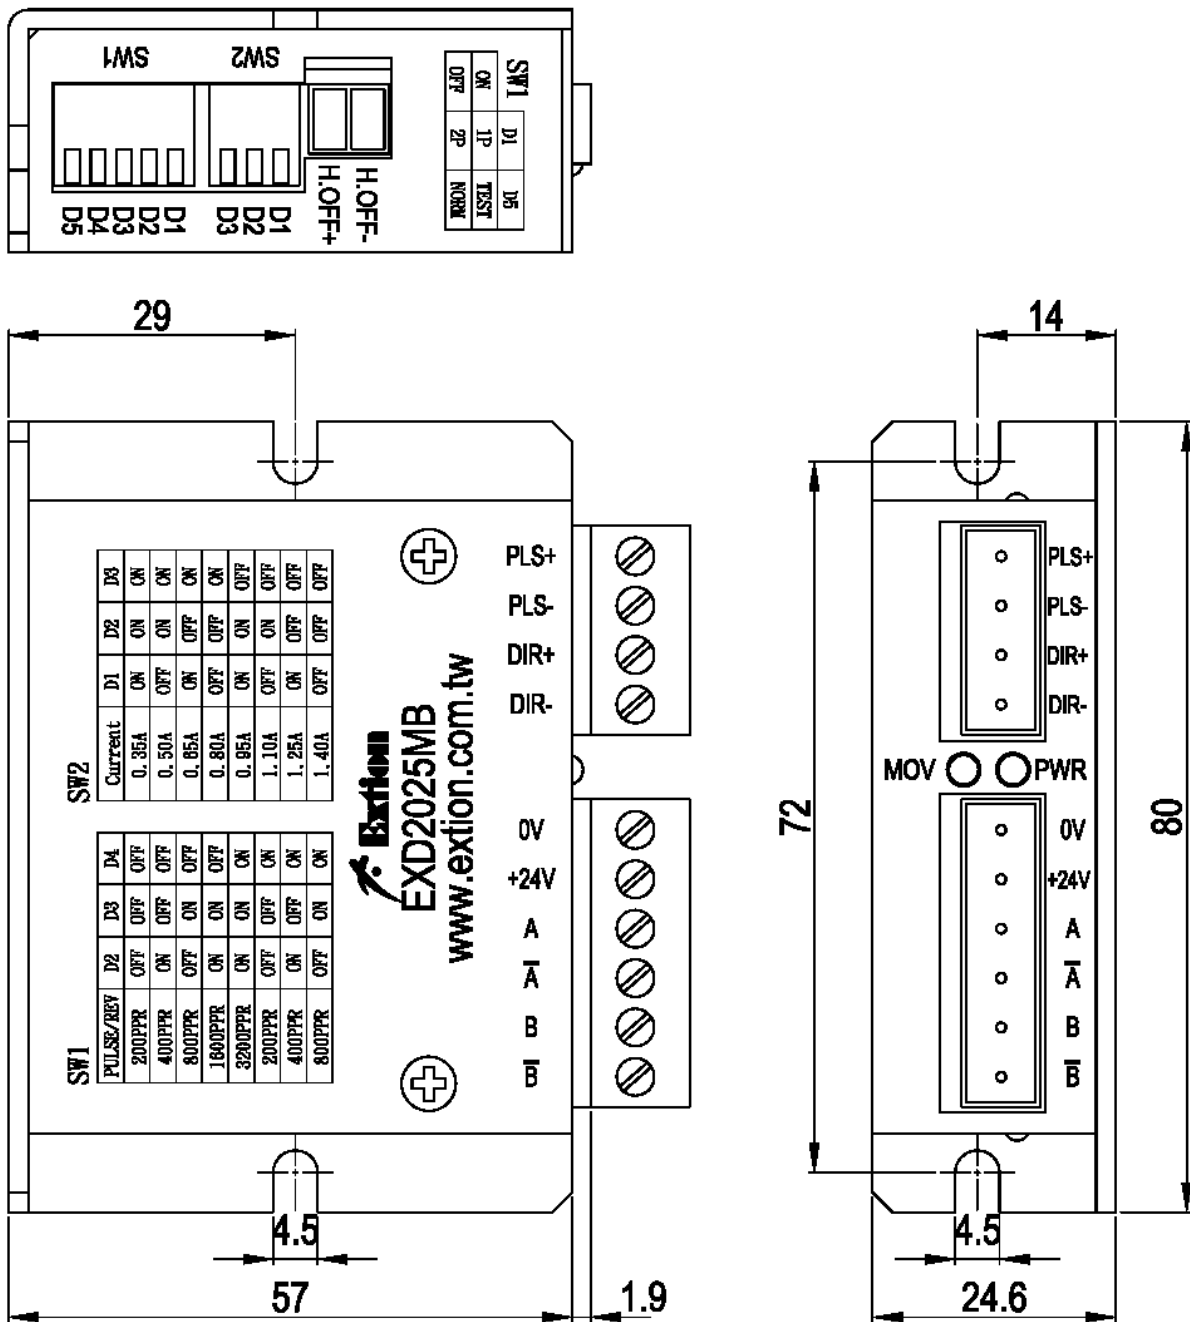 SW1
SW2
D5
D4
D3
D2
D1
D3
D2
D1
H.OFF+
H.OFF-
SW1
D1 D5
ON 1P TEST
OFF 2P NORM
29
14
SW2
Current D1 D2 D3
0.35A ON ON ON
0.50A OFF ON ON
0.65A ON OFF ON
0.80A OFF OFF ON
0.95A ON ON OFF
1.10A OFF ON OFF
1.25A ON OFF OFF
1.40A OFF OFF OFF
SW1
PULSE/REV D2 D3 D4
200PPR OFF OFF OFF
400PPR ON OFF OFF
800PPR OFF ON OFF
1600PPR ON ON OFF
3200PPR ON ON ON
200PPR OFF OFF ON
400PPR ON OFF ON
800PPR OFF ON ON
Extion
EXD2025MB
www.extion.com.tw
PLS+
PLS-
DIR+
DIR-
0V
+24V
A
A̅
B
B̅
PLS+
PLS-
DIR+
DIR-
MOV PWR
0V
+24V
A
A̅
B
B̅
72
80
4.5
57
1.9
4.5
24.6